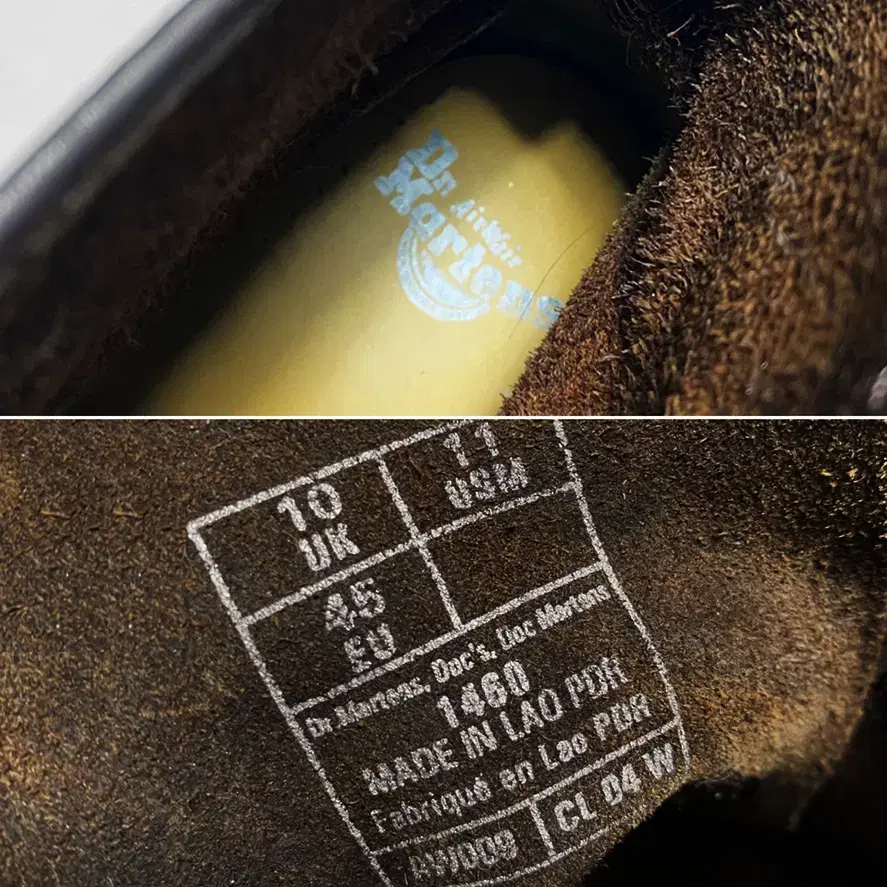 Dr.
AirWair
Martens
10
UK
11
USM
45
EU
Dr.Martens, Doc's, Doc Martens
1460
MADE IN LAO PDR
Fabriqué en Lao PDR
CL 04 W